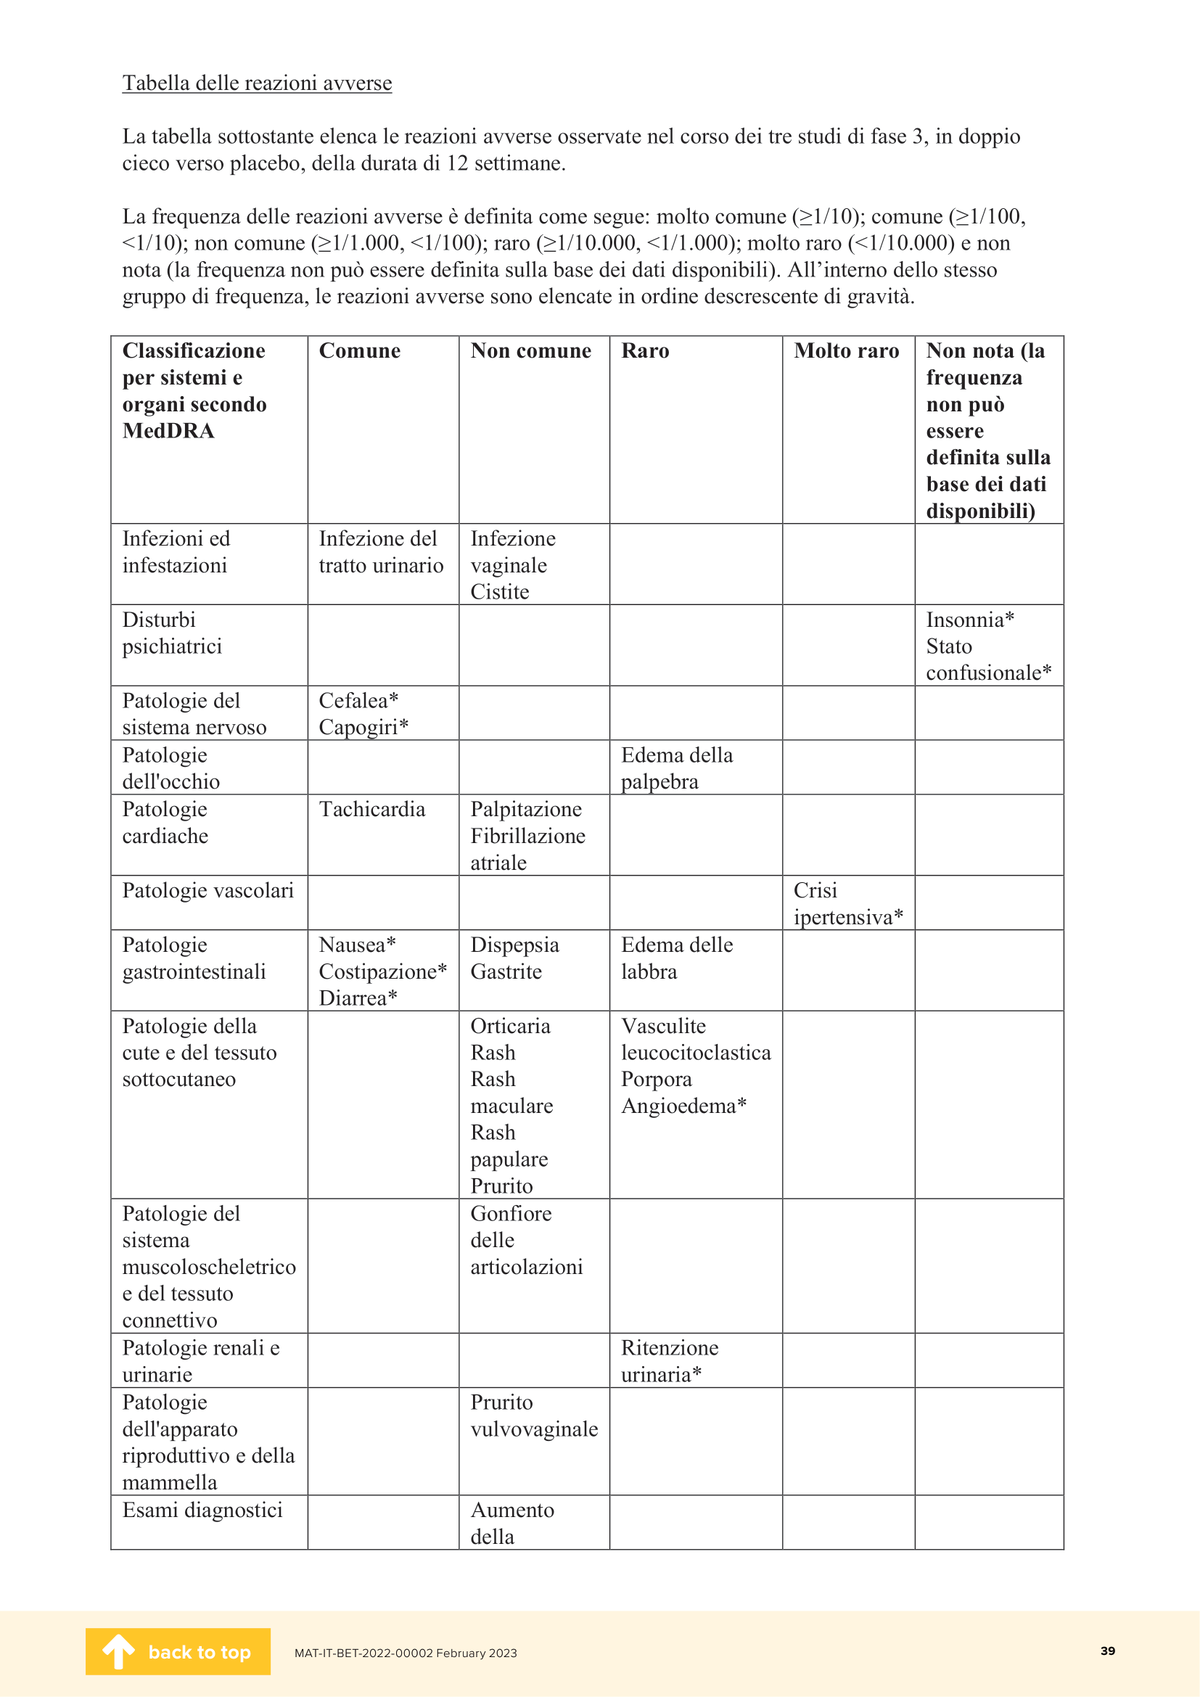 Tabella delle reazioni avverse
La tabella sottostante elenca le reazioni avverse osservate nel corso dei tre studi di fase 3, in doppio
cieco verso placebo, della durata di 12 settimane.
La frequenza delle reazioni avverse è definita come segue: molto comune (≥1/10); comune (≥1/100,
<1/10); non comune (≥1/1.000, <1/100); raro (≥1/10.000, <1/1.000); molto raro (<1/10.000) e non
nota (la frequenza non può essere definita sulla base dei dati disponibili). All’interno dello stesso
gruppo di frequenza, le reazioni avverse sono elencate in ordine descrescente di gravità.
Classificazione
per sistemi e
organi secondo
MedDRA
Comune
Non comune
Raro
Molto raro
Non nota (la
frequenza
non può
essere
definita sulla
base dei dati
disponibili)
Infezioni ed
infestazioni
Infezione del
tratto urinario
Infezione
vaginale
Cistite
Disturbi
psichiatrici
Insonnia*
Stato
confusionale*
Patologie del
sistema nervoso
Cefalea*
Capogiri*
Patologie
dell'occhio
Edema della
palpebra
Patologie
cardiache
Tachicardia
Palpitazione
Fibrillazione
atriale
Patologie vascolari
Crisi
ipertensiva*
Patologie
gastrointestinali
Nausea*
Costipazione*
Diarrea*
Dispepsia
Gastrite
Edema delle
labbra
Patologie della
cute e del tessuto
sottocutaneo
Orticaria
Rash
Rash
maculare
Rash
papulare
Prurito
Vasculite
leucocitoclastica
Porpora
Angioedema*
Patologie del
sistema
muscoloscheletrico
e del tessuto
connettivo
Gonfiore
delle
articolazioni
Patologie renali e
urinarie
Ritenzione
urinaria*
Patologie
dell'apparato
riproduttivo e della
mammella
Prurito
vulvovaginale
Esami diagnostici
Aumento
della
back to top
MAT-IT-BET-2022-00002 February 2023
39